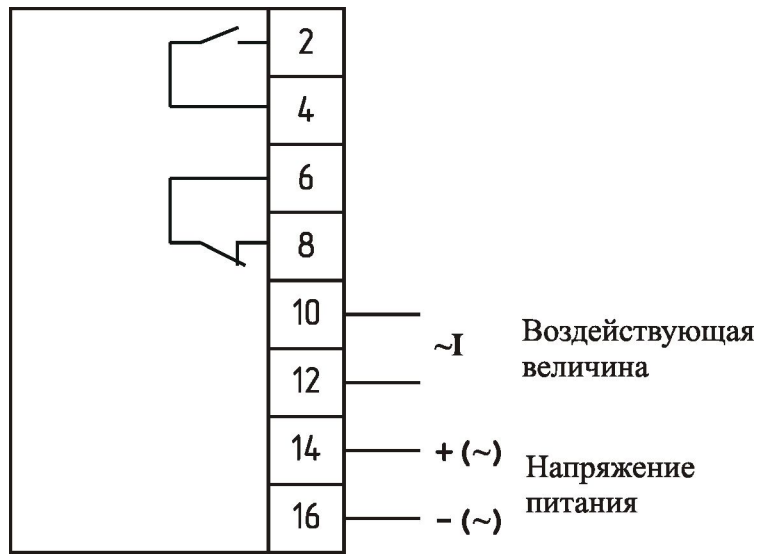 2
4
6
8
10
12
14
16
~I
Воздействующая
величина
+ (~)
Напряжение
питания
– (~)